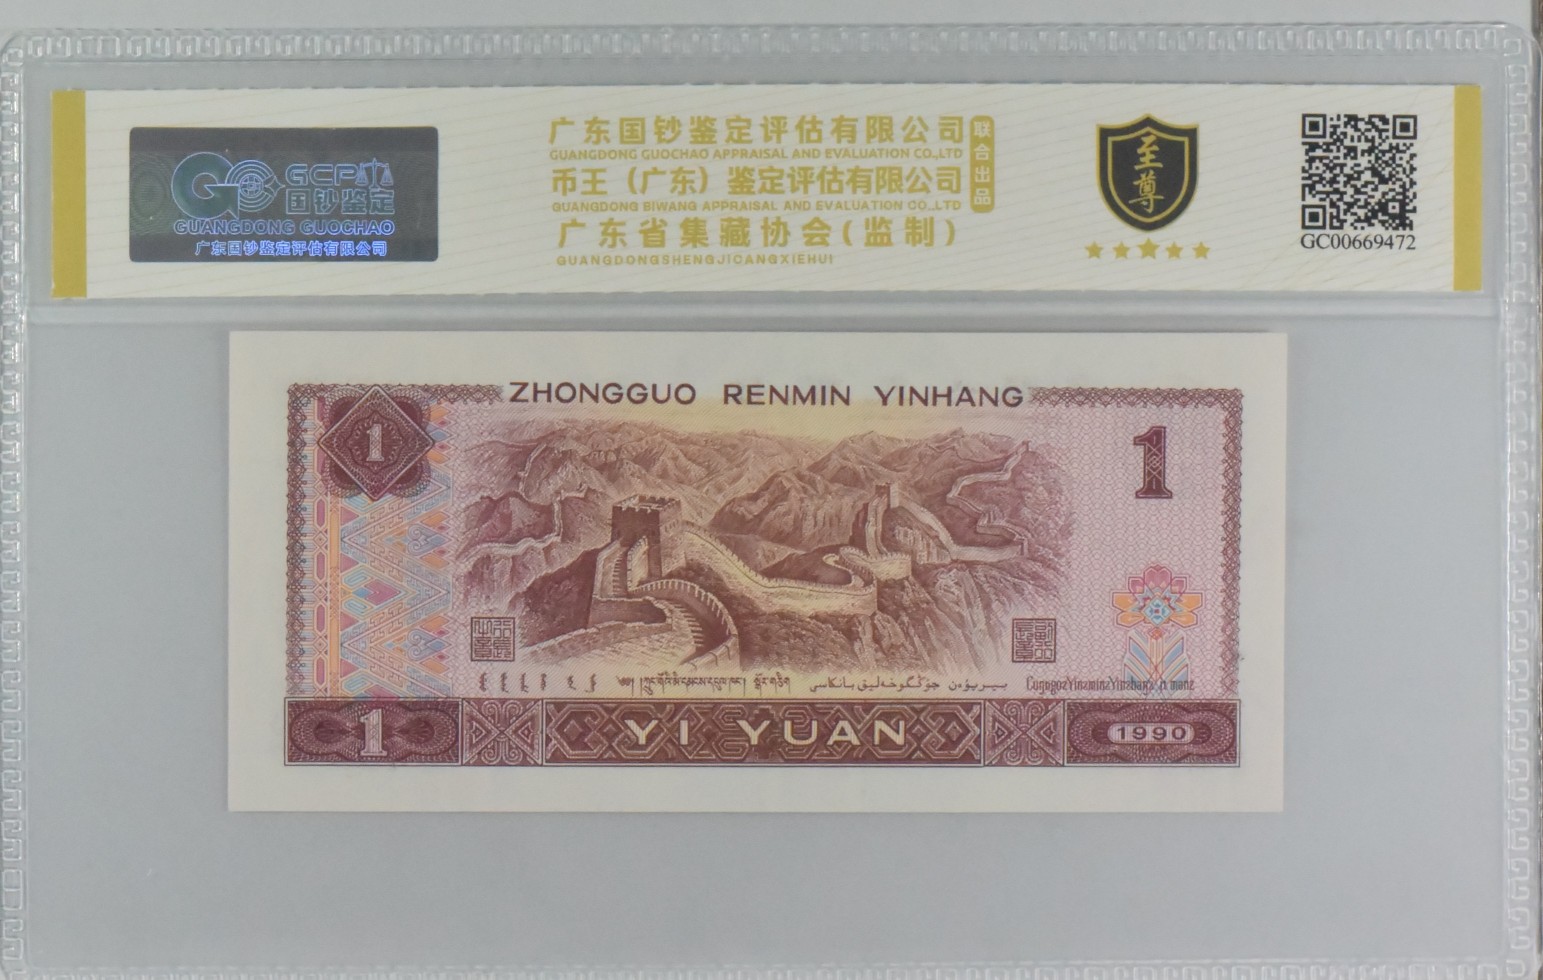 GCP
国钞鉴定
GUANGDONG GUOCHAO
广东国钞鉴定评估有限公司
广东国钞鉴定评估有限公司
GUANGDONG GUOCHAO APPRAISAL AND EVALUATION CO.,LTD
币王（广东）鉴定评估有限公司
GUANGDONG BIWANG APPRAISAL AND EVALUATION CO.,LTD
联合出品
广东省集藏协会(监制)
GUANGDONGSHENGJICANGXIEHUI
至尊
GC00669472
ZHONGGUO RENMIN YINHANG
1
1
1
YI YUAN
1990